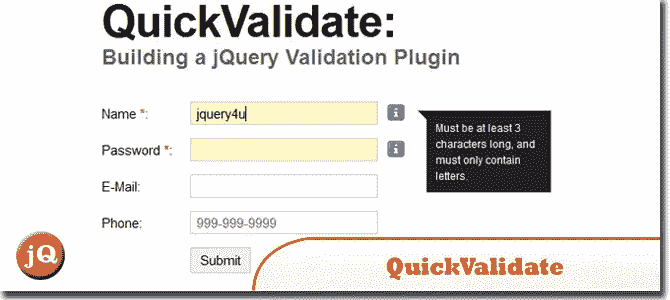 QuickValidate:
Building a jQuery Validation Plugin
Name *: jquery4u
Must be at least 3
characters long, and
must only contain
letters.
Password *:
E-Mail:
Phone: 999-999-9999
Submit
jQ
QuickValidate